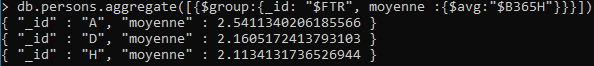 > db.persons.aggregate([{$group:{_id: "$FTR", moyenne :{$avg:"$B365H"}}}])
{ "_id" : "A", "moyenne" : 2.5411340206185566 }
{ "_id" : "D", "moyenne" : 2.1605172413793103 }
{ "_id" : "H", "moyenne" : 2.1134131736526944 }